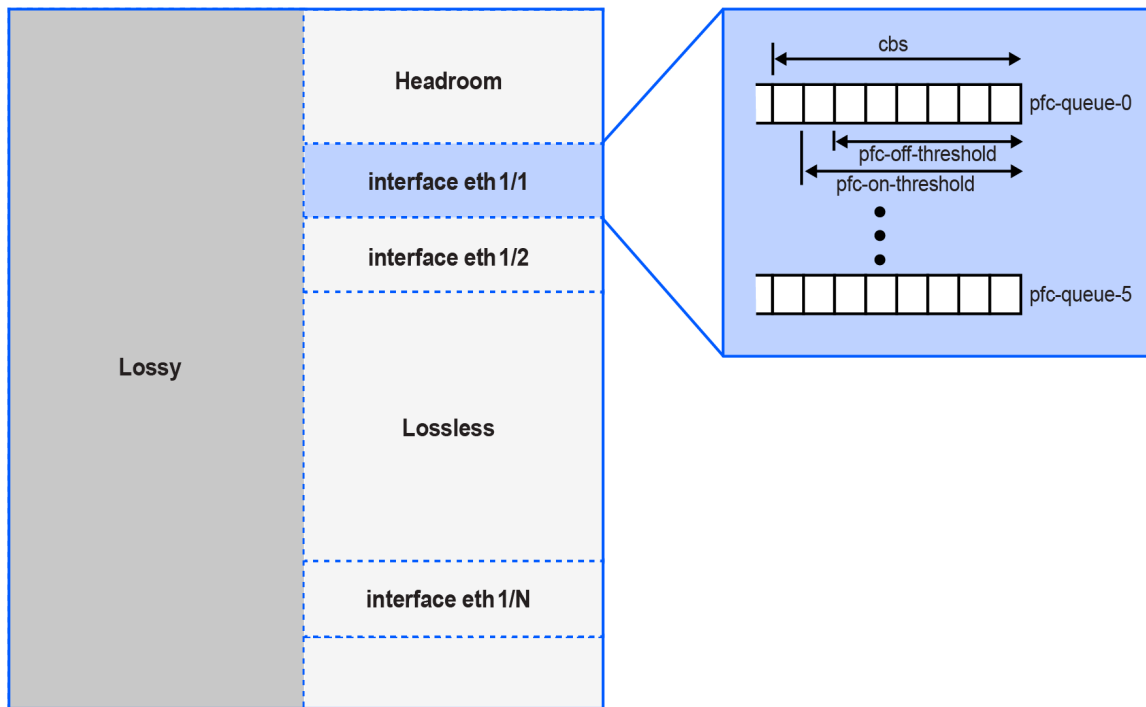 Headroom
interface eth 1/1
interface eth 1/2
Lossy
Lossless
interface eth 1/N
cbs
pfc-queue-0
pfc-off-threshold
pfc-on-threshold
pfc-queue-5